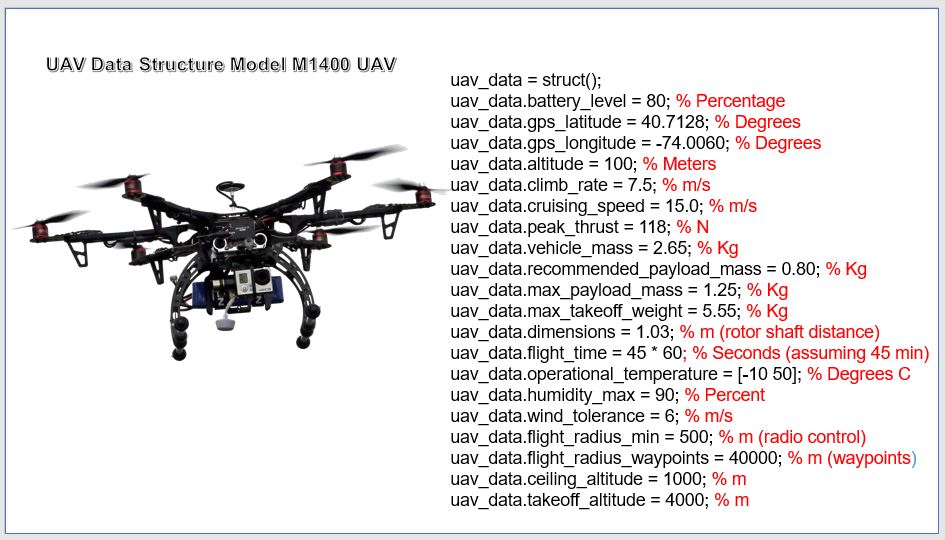 UAV Data Structure Model M1400 UAV
uav_data = struct();
uav_data.battery_level = 80; % Percentage
uav_data.gps_latitude = 40.7128; % Degrees
uav_data.gps_longitude = -74.0060; % Degrees
uav_data.altitude = 100; % Meters
uav_data.climb_rate = 7.5; % m/s
uav_data.cruising_speed = 15.0; % m/s
uav_data.peak_thrust = 118; % N
uav_data.vehicle_mass = 2.65; % Kg
uav_data.recommended_payload_mass = 0.80; % Kg
uav_data.max_payload_mass = 1.25; % Kg
uav_data.max_takeoff_weight = 5.55; % Kg
uav_data.dimensions = 1.03; % m (rotor shaft distance)
uav_data.flight_time = 45 * 60; % Seconds (assuming 45 min)
uav_data.operational_temperature = [-10 50]; % Degrees C
uav_data.humidity_max = 90; % Percent
uav_data.wind_tolerance = 6; % m/s
uav_data.flight_radius_min = 500; % m (radio control)
uav_data.flight_radius_waypoints = 40000; % m (waypoints)
uav_data.ceiling_altitude = 1000; % m
uav_data.takeoff_altitude = 4000; % m